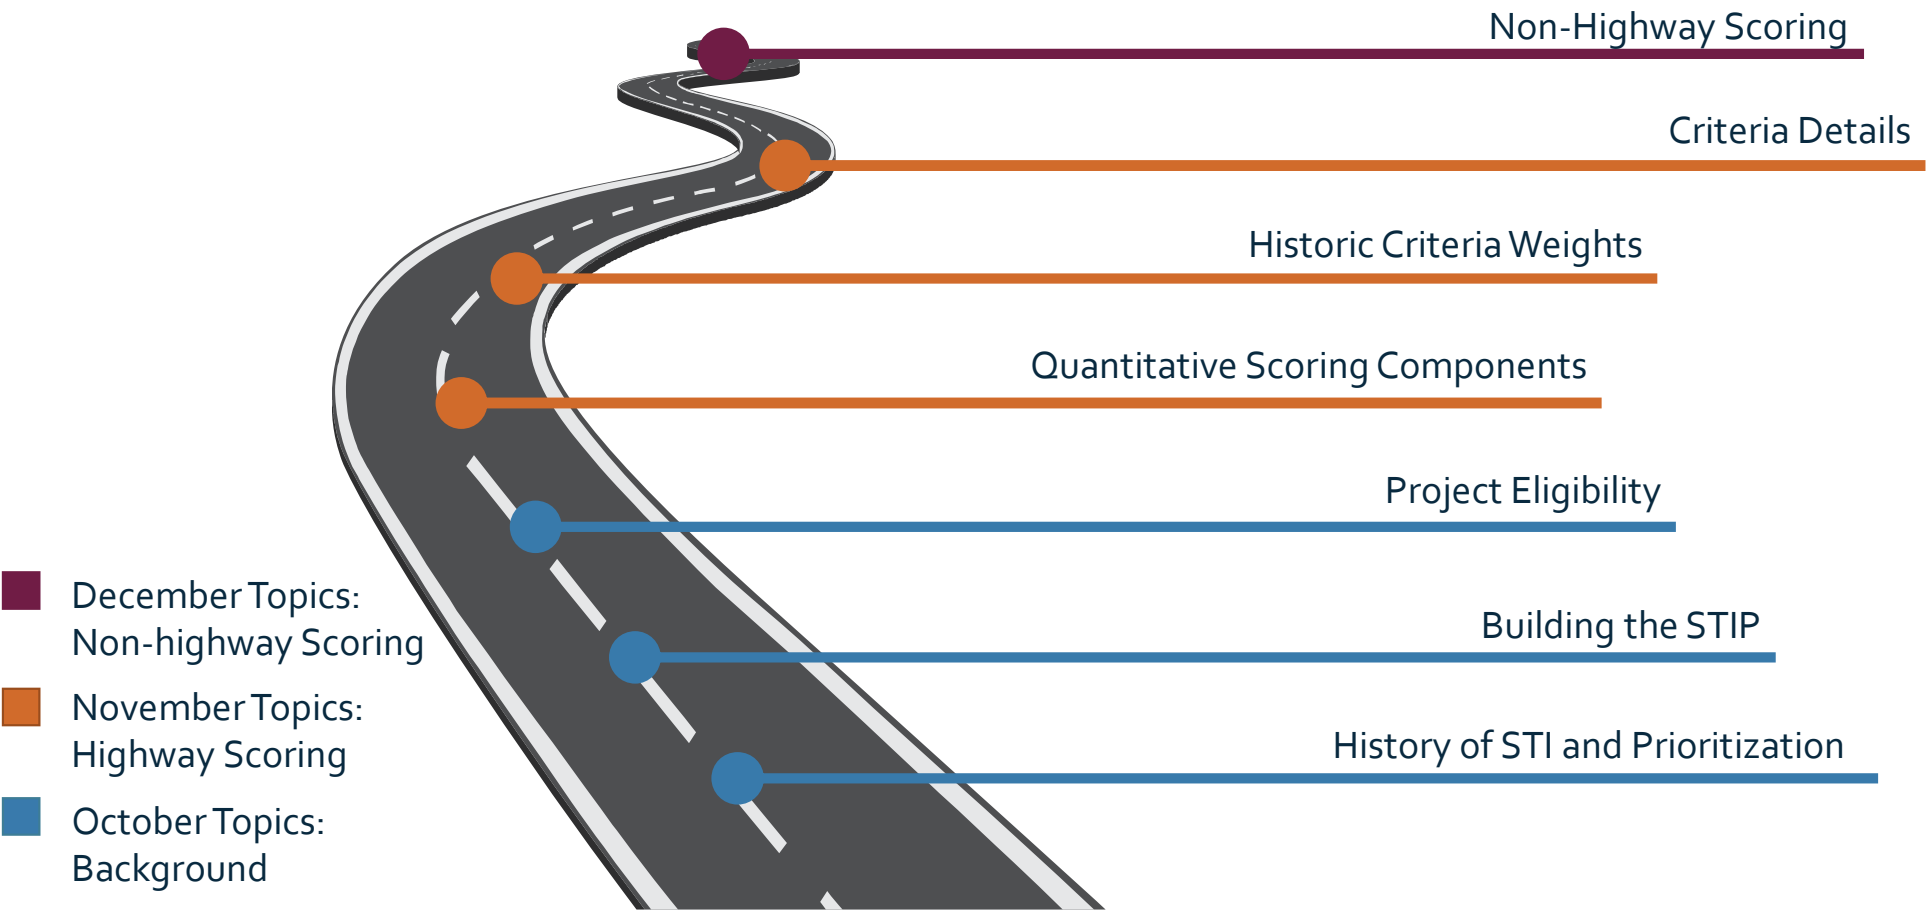 Non-Highway Scoring
Criteria Details
Historic Criteria Weights
Quantitative Scoring Components
Project Eligibility
Building the STIP
History of STI and Prioritization
December Topics:
Non-highway Scoring
November Topics:
Highway Scoring
October Topics:
Background